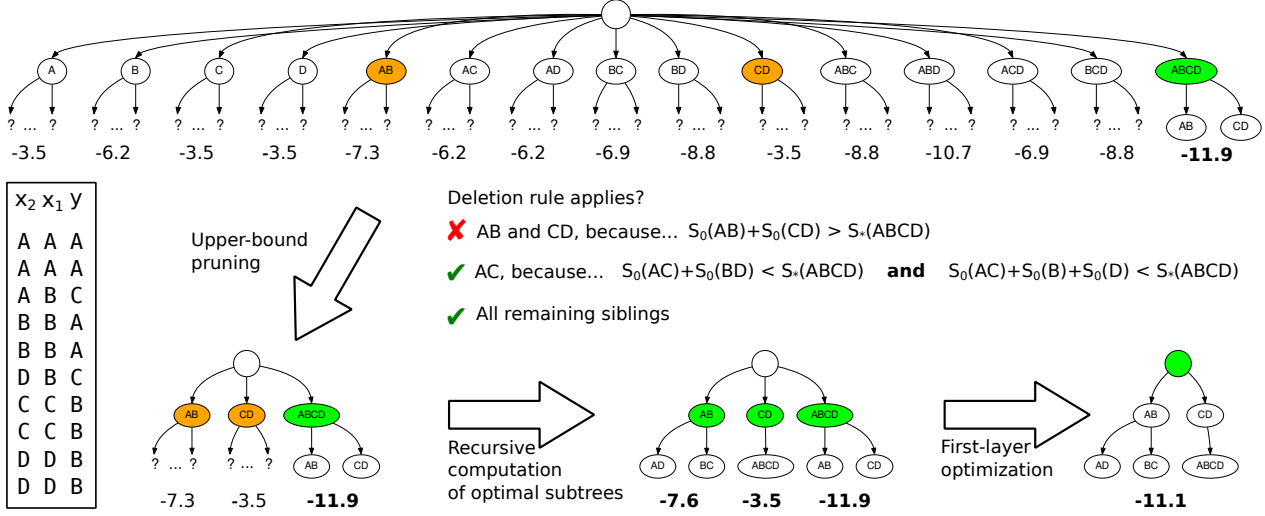 A B C D AB AC AD BC BD CD ABC ABD ACD BCD ABCD
? ... ? ? ... ? ? ... ? ? ... ? ? ... ? ? ... ? ? ... ? ? ... ? ? ... ? ? ... ? ? ... ? ? ... ? ? ... ? ? ... ? AB CD
-3.5 -6.2 -3.5 -3.5 -7.3 -6.2 -6.2 -6.9 -8.8 -3.5 -8.8 -10.7 -6.9 -8.8 -11.9
x₂ x₁ y
A A A
A A A
A B C
B B A
B B A
D B C
C C B
C C B
D D B
D D B
Upper-bound
pruning
Deletion rule applies?
✘ AB and CD, because... S₀(AB)+S₀(CD) > S*(ABCD)
✔ AC, because... S₀(AC)+S₀(BD) < S*(ABCD) and S₀(AC)+S₀(B)+S₀(D) < S*(ABCD)
✔ All remaining siblings
AB CD ABCD
? ... ? ? ... ? AB CD
-7.3 -3.5 -11.9
Recursive
computation
of optimal subtrees
AB CD ABCD
AD BC ABCD AB CD
-7.6 -3.5 -11.9
First-layer
optimization
AB CD
AD BC ABCD
-11.1